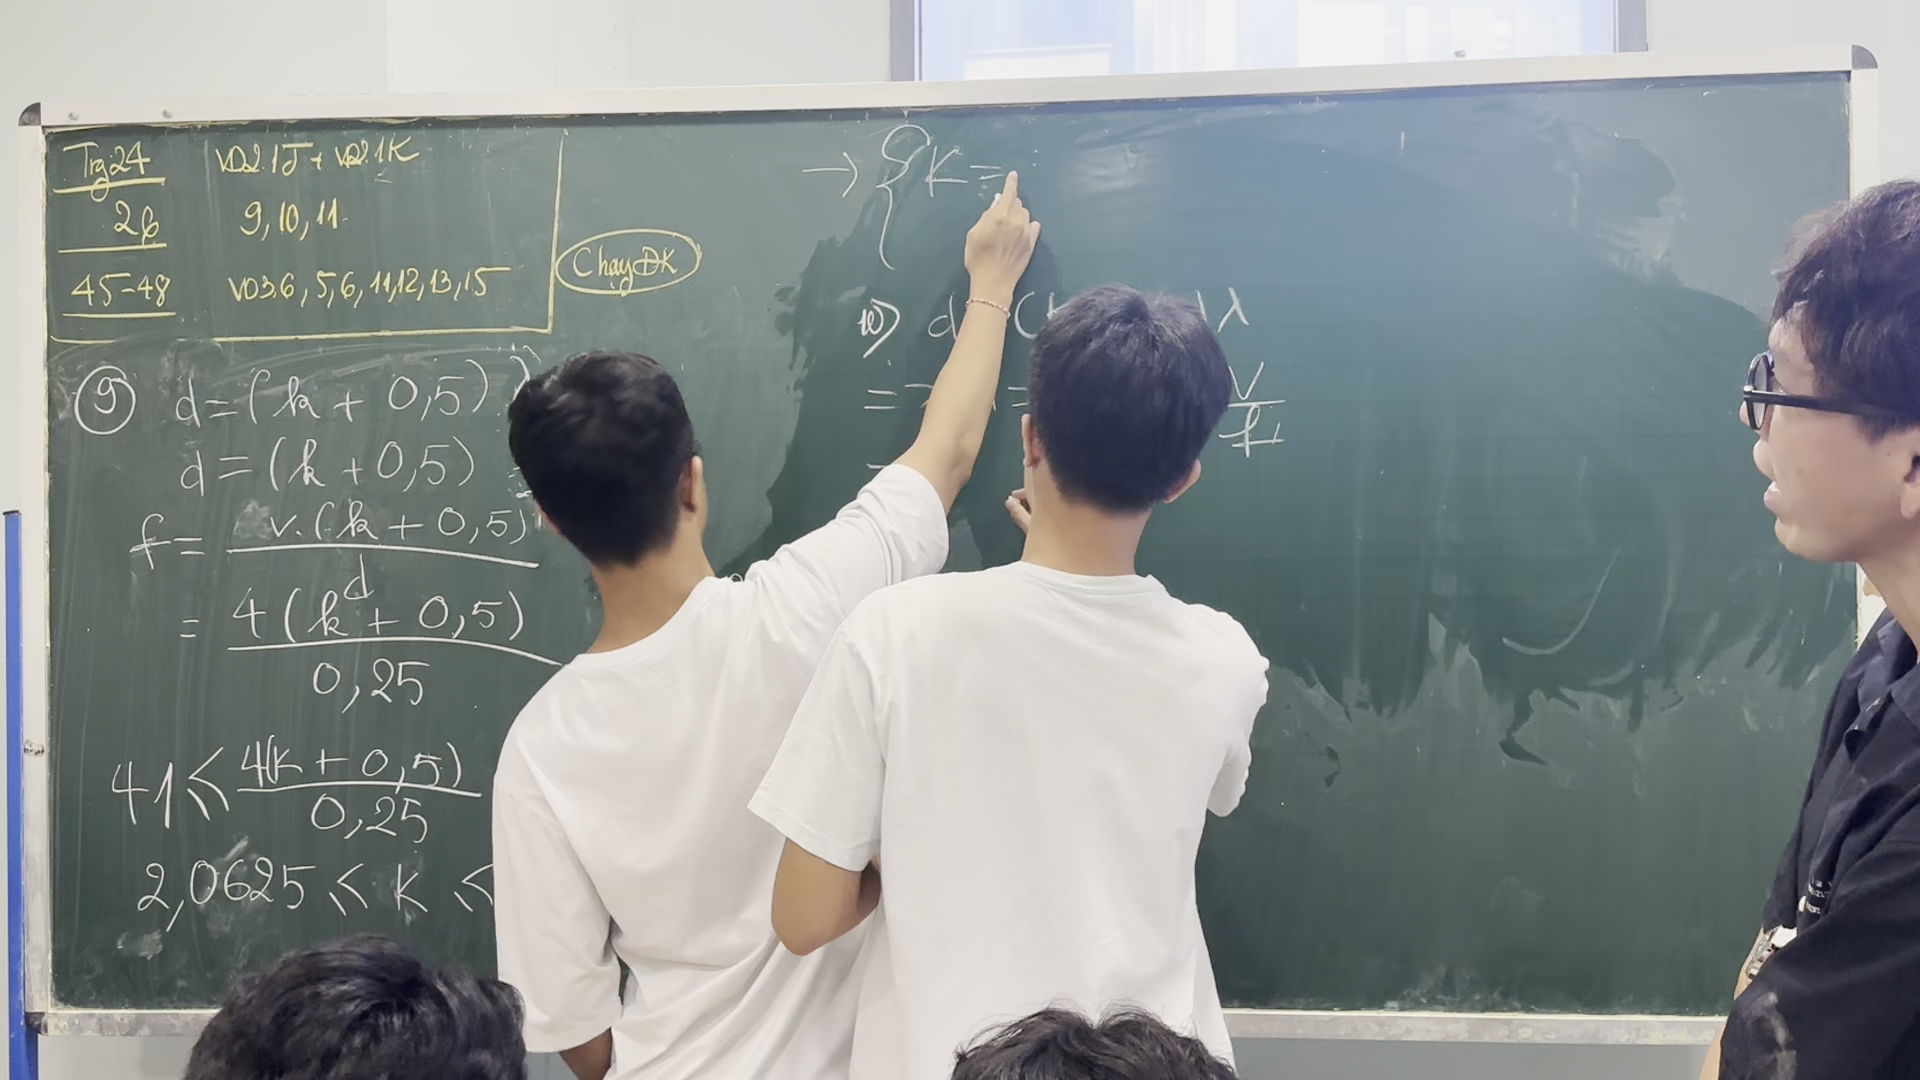 Trg24 VD2.1J + VD2.1K
26 9, 10, 11
45-48 VD3.6, 5, 6, 11, 12, 13, 15
Chạy ĐK
→ { K =
9 d = (k + 0,5)
d = (k + 0,5)
f = v.(k + 0,5) / d
= 4(k + 0,5) / 0,25
41 ≤ 4(k + 0,5) / 0,25
2,0625 ≤ k ≤
10) d λ
= = v / f